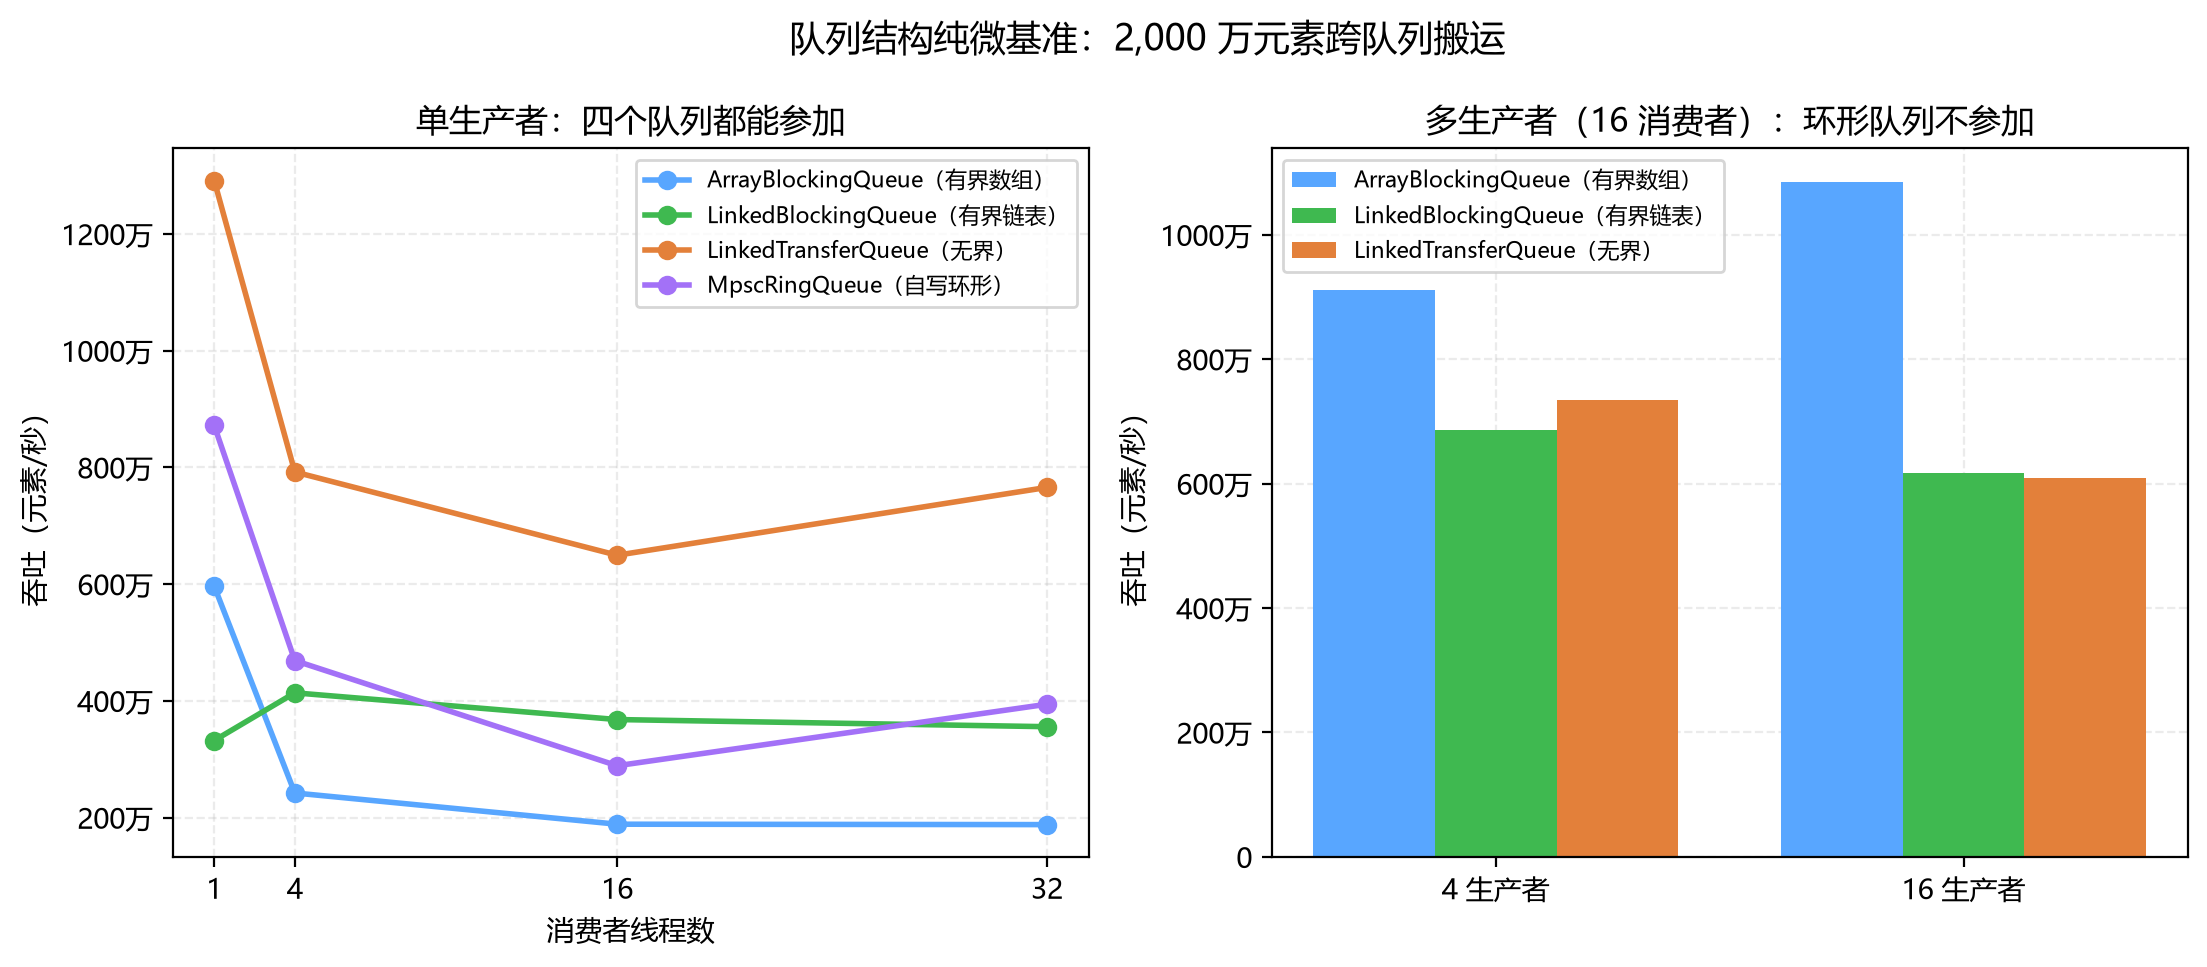 队列结构纯微基准：2,000 万元素跨队列搬运
单生产者：四个队列都能参加
吞吐（元素/秒）
1200万
1000万
800万
600万
400万
200万
ArrayBlockingQueue（有界数组）
LinkedBlockingQueue（有界链表）
LinkedTransferQueue（无界）
MpscRingQueue（自写环形）
1
4
16
32
消费者线程数
多生产者（16 消费者）：环形队列不参加
吞吐（元素/秒）
1000万
800万
600万
400万
200万
0
ArrayBlockingQueue（有界数组）
LinkedBlockingQueue（有界链表）
LinkedTransferQueue（无界）
4 生产者
16 生产者